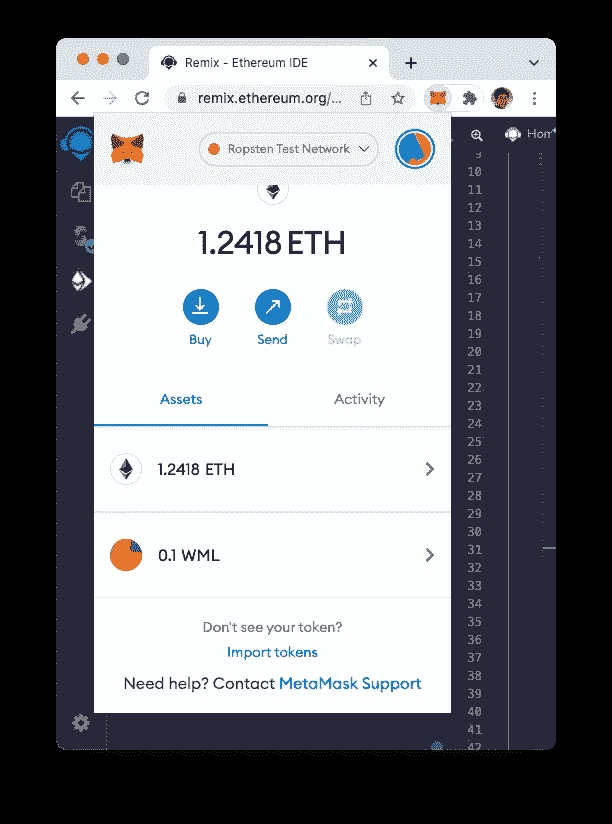 Remix - Ethereum IDE
remix.ethereum.org/...
Ropsten Test Network
Hom
1.2418 ETH
Buy
Send
Swap
Assets
Activity
1.2418 ETH
0.1 WML
Don't see your token?
Import tokens
Need help? Contact MetaMask Support
9
10
11
12
13
14
15
16
17
18
19
20
21
22
23
24
25
26
27
28
29
30
31
32
33
34
35
36
37
38
39
40
41
42